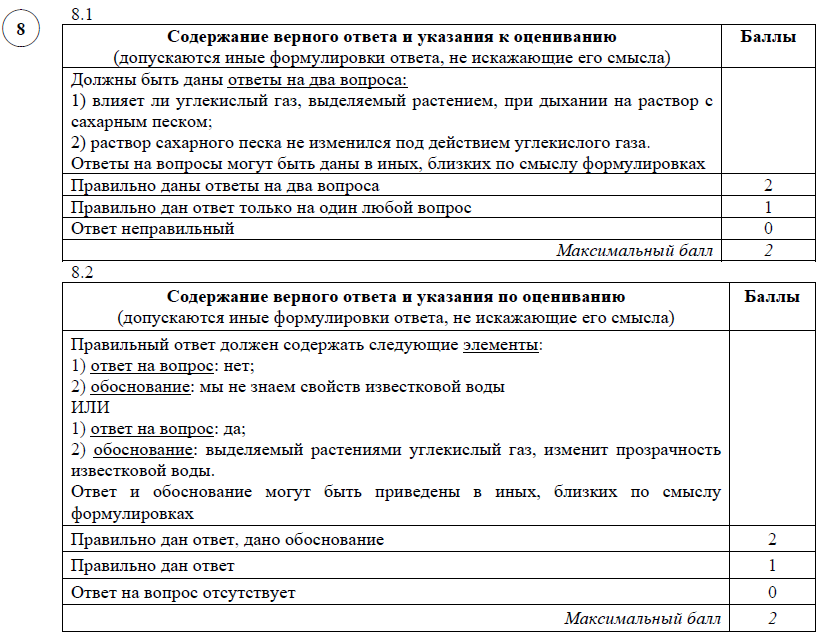 8
8.1
Содержание верного ответа и указания к оцениванию
(допускаются иные формулировки ответа, не искажающие его смысла)
Баллы
Должны быть даны ответы на два вопроса:
1) влияет ли углекислый газ, выделяемый растением, при дыхании на раствор с
сахарным песком;
2) раствор сахарного песка не изменился под действием углекислого газа.
Ответы на вопросы могут быть даны в иных, близких по смыслу формулировках
Правильно даны ответы на два вопроса 2
Правильно дан ответ только на один любой вопрос 1
Ответ неправильный 0
Максимальный балл 2
8.2
Содержание верного ответа и указания по оцениванию
(допускаются иные формулировки ответа, не искажающие его смысла)
Баллы
Правильный ответ должен содержать следующие элементы:
1) ответ на вопрос: нет;
2) обоснование: мы не знаем свойств известковой воды
ИЛИ
1) ответ на вопрос: да;
2) обоснование: выделяемый растениями углекислый газ, изменит прозрачность
известковой воды.
Ответ и обоснование могут быть приведены в иных, близких по смыслу
формулировках
Правильно дан ответ, дано обоснование 2
Правильно дан ответ 1
Ответ на вопрос отсутствует 0
Максимальный балл 2